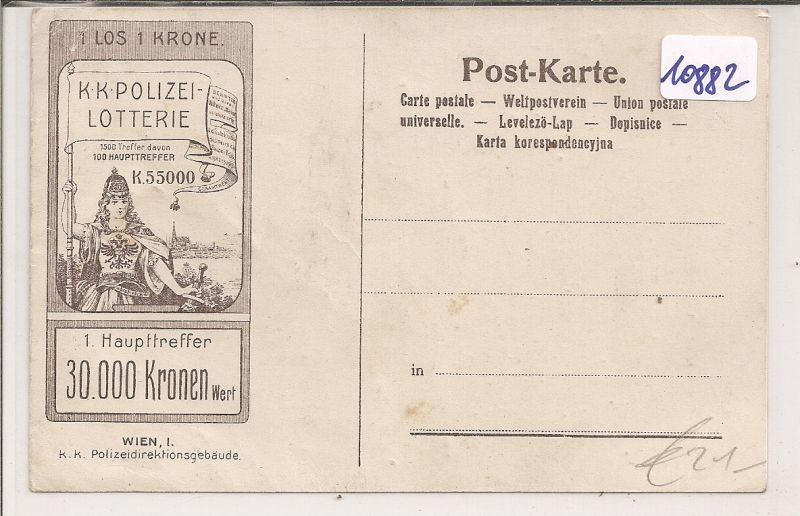 1 LOS 1 KRONE.
K·K·POLIZEI-
LOTTERIE
1500 Treffer davon
100 HAUPTTREFFER
K.55000
1. Haupttreffer
30.000 Kronen Wert
WIEN, I.
K. K. Polizeidirektionsgebäude.
10882
Post-Karte.
Carte postale — Weltpostverein — Union postale
universelle. — Levelező-Lap — Dopisnice —
Karta korespondencyjna
in
€ 21-